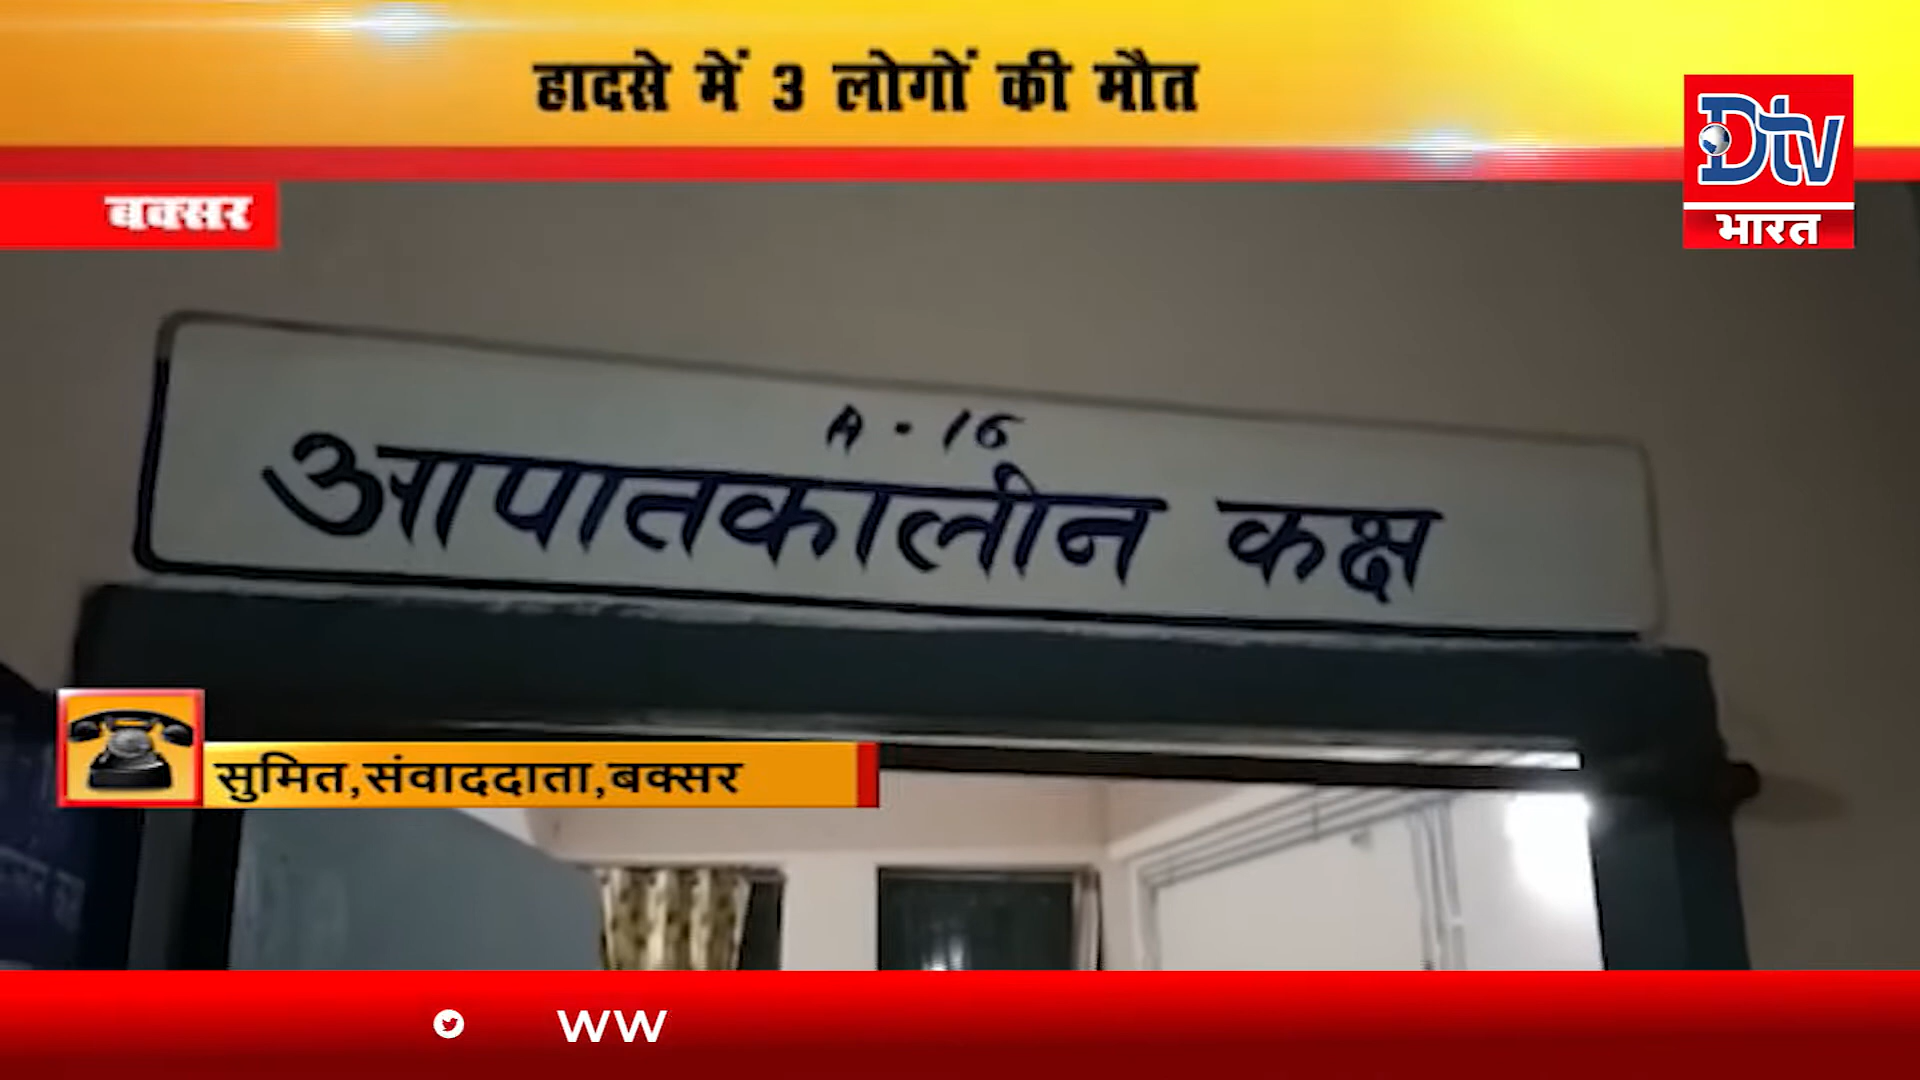 हादसे में 3 लोगों की मौत
Dtv
भारत
बक्सर
A - 16
आपातकालीन कक्ष
सुमित,संवाददाता,बक्सर
WW